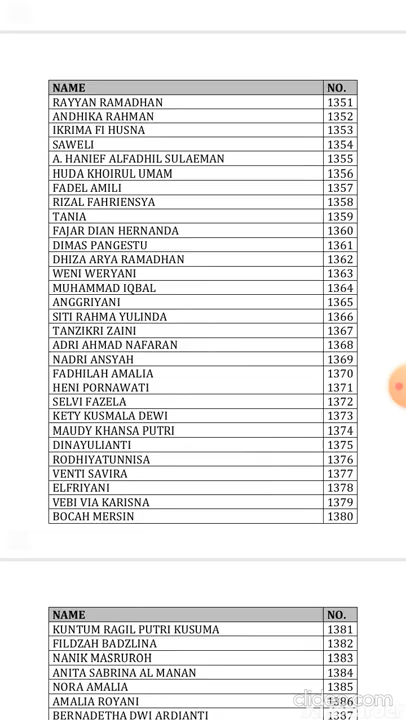 NAME NO.
RAYYAN RAMADHAN 1351
ANDHIKA RAHMAN 1352
IKRIMA FI HUSNA 1353
SAWELI 1354
A. HANIEF ALFADHIL SULAEMAN 1355
HUDA KHOIRUL UMAM 1356
FADEL AMILI 1357
RIZAL FAHRIENSYA 1358
TANIA 1359
FAJAR DIAN HERNANDA 1360
DIMAS PANGESTU 1361
DHIZA ARYA RAMADHAN 1362
WENI WERYANI 1363
MUHAMMAD IQBAL 1364
ANGGRIYANI 1365
SITI RAHMA YULINDA 1366
TANZIKRI ZAINI 1367
ADRI AHMAD NAFARAN 1368
NADRI ANSYAH 1369
FADHILAH AMALIA 1370
HENI PORNAWATI 1371
SELVI FAZELA 1372
KETY KUSMALA DEWI 1373
MAUDY KHANSA PUTRI 1374
DINAYULIANTI 1375
RODHIYATUNNISA 1376
VENTI SAVIRA 1377
ELFRIYANI 1378
VEBI VIA KARISNA 1379
BOCAH MERSIN 1380
NAME NO.
KUNTUM RAGIL PUTRI KUSUMA 1381
FILDZAH BADZLINA 1382
NANIK MASRUROH 1383
ANITA SABRINA AL MANAN 1384
NORA AMALIA 1385
AMALIA ROYANI 1386
BERNADETHA DWI ARDIANTI 1387